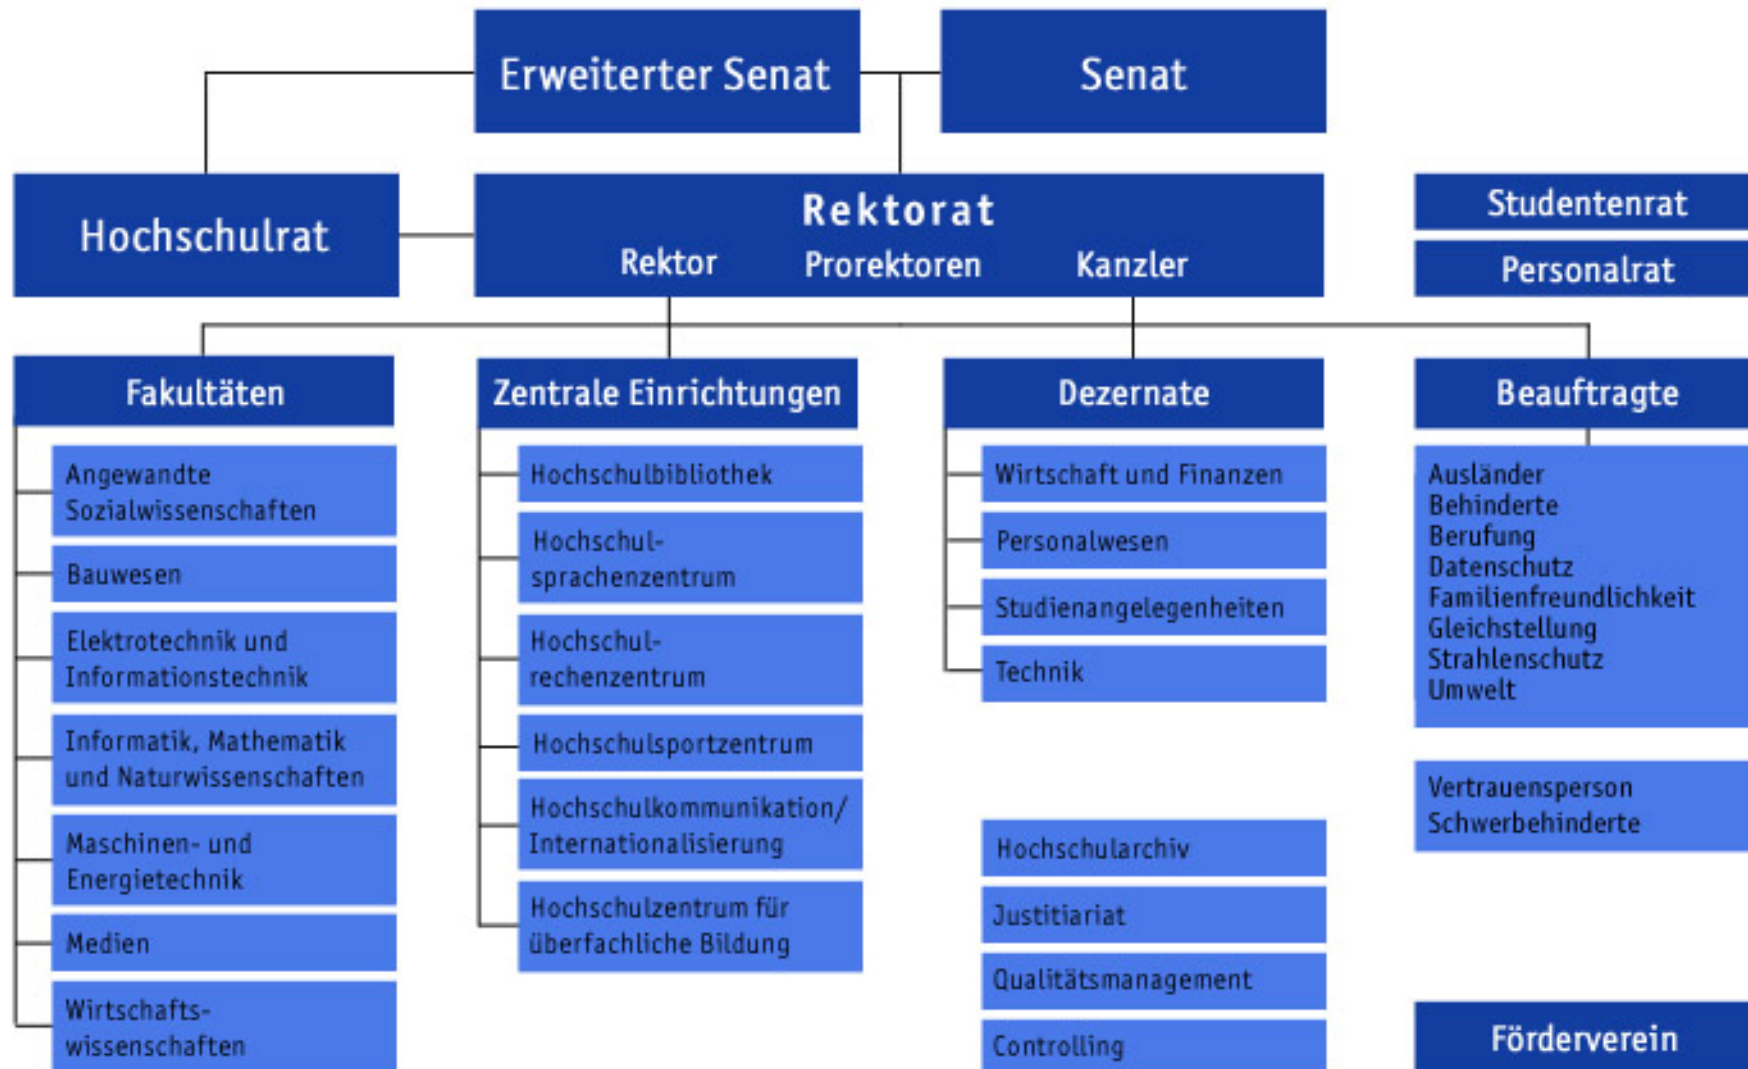 Erweiterter Senat
Senat
Hochschulrat
Rektorat
Rektor
Prorektoren
Kanzler
Studentenrat
Personalrat
Fakultäten
Angewandte
Sozialwissenschaften
Bauwesen
Elektrotechnik und
Informationstechnik
Informatik, Mathematik
und Naturwissenschaften
Maschinen- und
Energietechnik
Medien
Wirtschafts-
wissenschaften
Zentrale Einrichtungen
Hochschulbibliothek
Hochschul-
sprachenzentrum
Hochschul-
rechenzentrum
Hochschulsportzentrum
Hochschulkommunikation/
Internationalisierung
Hochschulzentrum für
überfachliche Bildung
Dezernate
Wirtschaft und Finanzen
Personalwesen
Studienangelegenheiten
Technik
Hochschularchiv
Justitiariat
Qualitätsmanagement
Controlling
Beauftragte
Ausländer
Behinderte
Berufung
Datenschutz
Familienfreundlichkeit
Gleichstellung
Strahlenschutz
Umwelt
Vertrauensperson
Schwerbehinderte
Förderverein